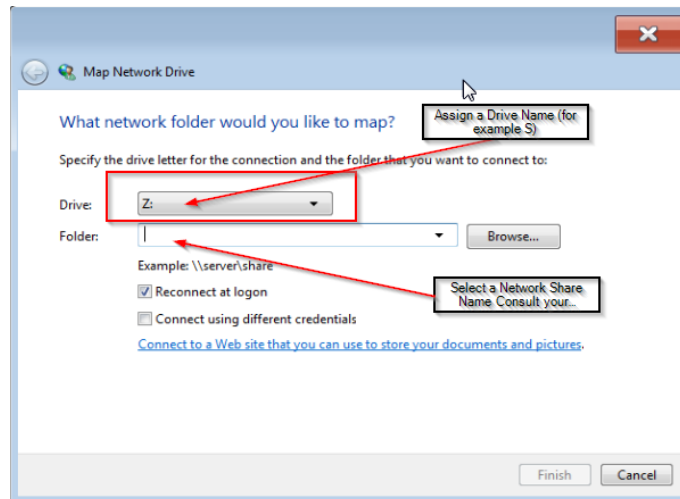 Map Network Drive
What network folder would you like to map?
Assign a Drive Name (for
example S)
Specify the drive letter for the connection and the folder that you want to connect to:
Drive:
Z:
Folder:
Browse...
Example: \\server\share
Reconnect at logon
Select a Network Share
Name Consult your...
Connect using different credentials
Connect to a Web site that you can use to store your documents and pictures.
Finish
Cancel